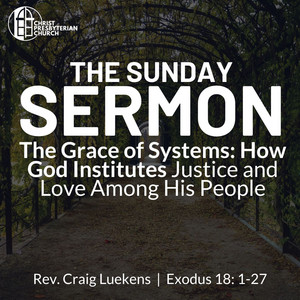 CHRIST
PRESBYTERIAN
CHURCH
THE SUNDAY
SERMON
The Grace of Systems: How
God Institutes Justice and
Love Among His People
Rev. Craig Luekens | Exodus 18: 1-27